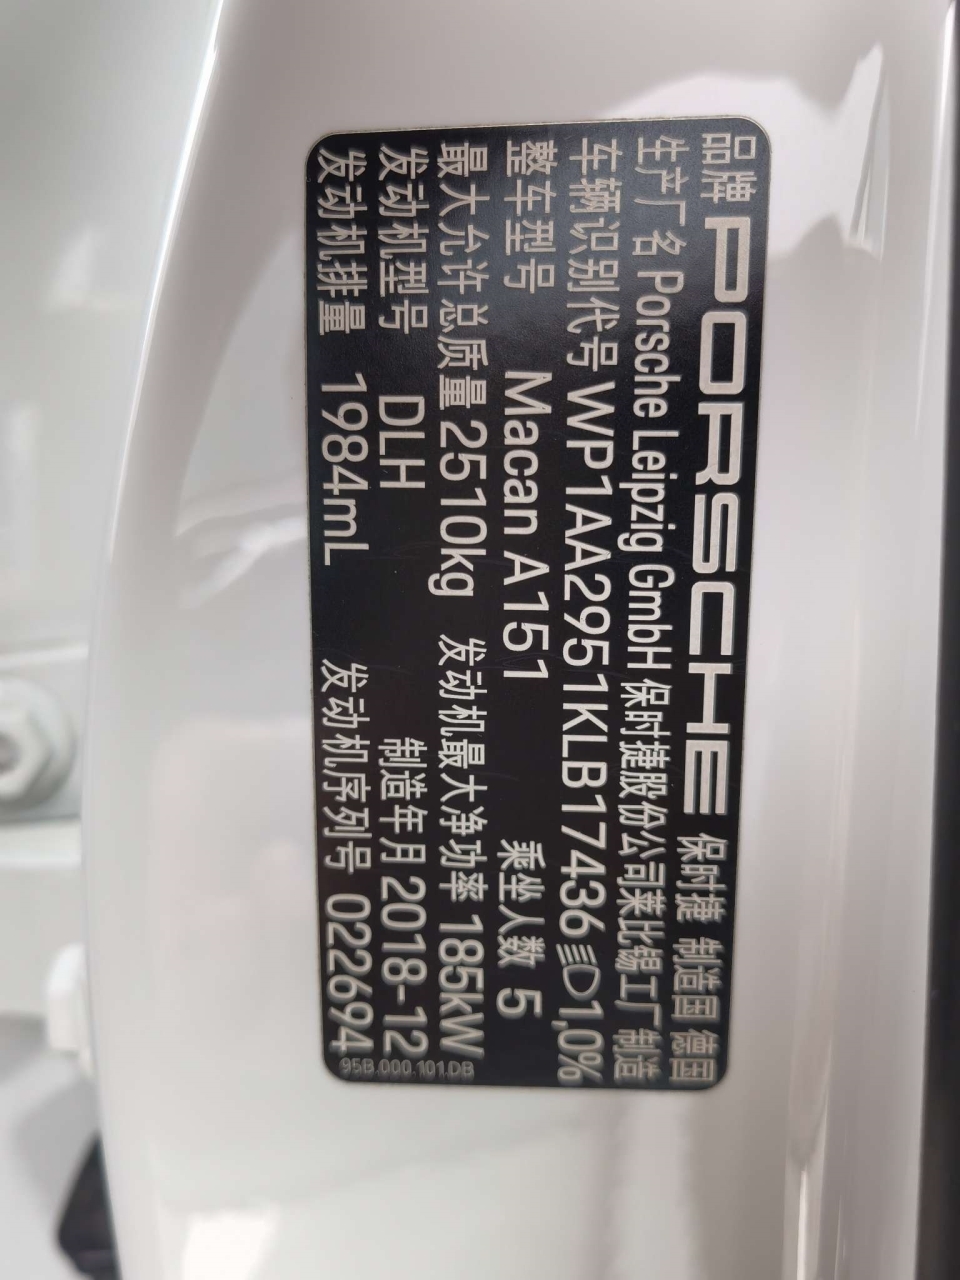 品牌 PORSCHE 保时捷 制造国 德国
生产厂名 Porsche Leipzig GmbH 保时捷股份公司莱比锡工厂制造
车辆识别代号 WP1AA2951KLB17436 1,0%
整车型号 Macan A151 乘坐人数 5
最大允许总质量 2510kg 发动机最大净功率 185kW
发动机型号 DLH 制造年月 2018-12
发动机排量 1984mL 发动机序列号 022694
95B.000.101.DB